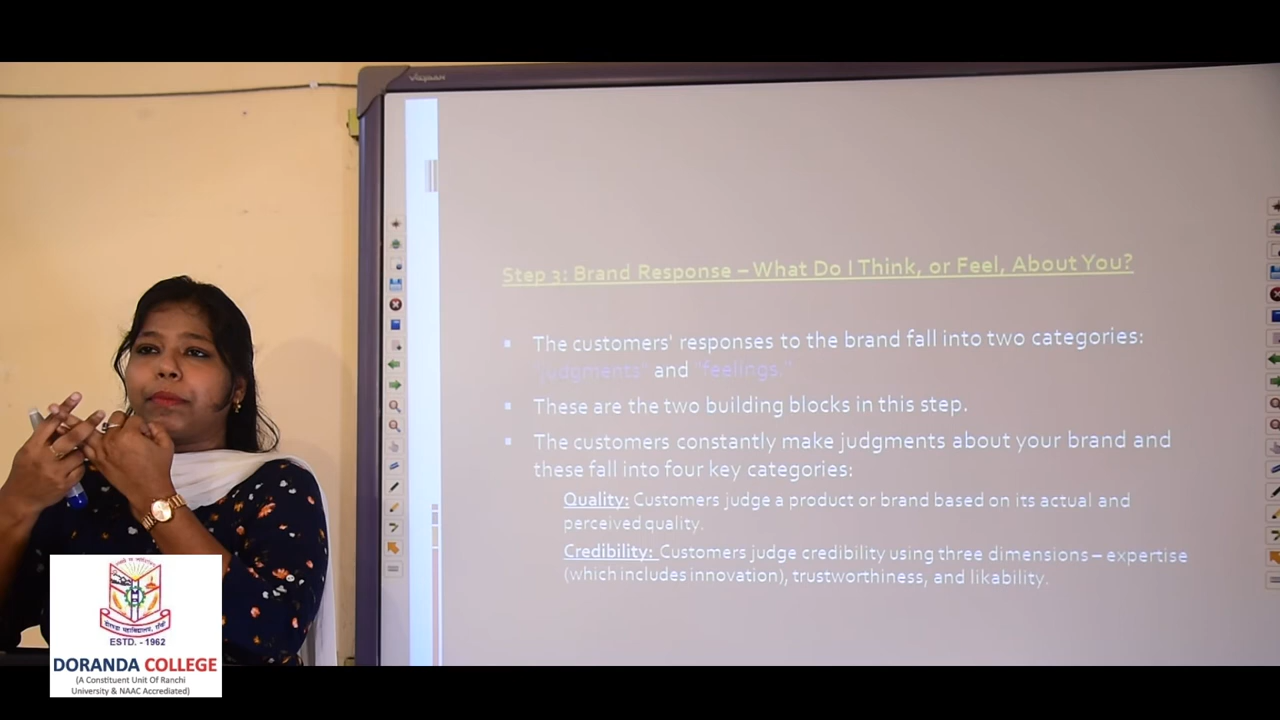 Step 3: Brand Response – What Do I Think, or Feel, About You?
The customers' responses to the brand fall into two categories:
"judgments" and "feelings."
These are the two building blocks in this step.
The customers constantly make judgments about your brand and
these fall into four key categories:
Quality: Customers judge a product or brand based on its actual and
perceived quality.
Credibility: Customers judge credibility using three dimensions – expertise
(which includes innovation), trustworthiness, and likability.
ESTD. - 1962
DORANDA COLLEGE
(A Constituent Unit Of Ranchi
University & NAAC Accredited)